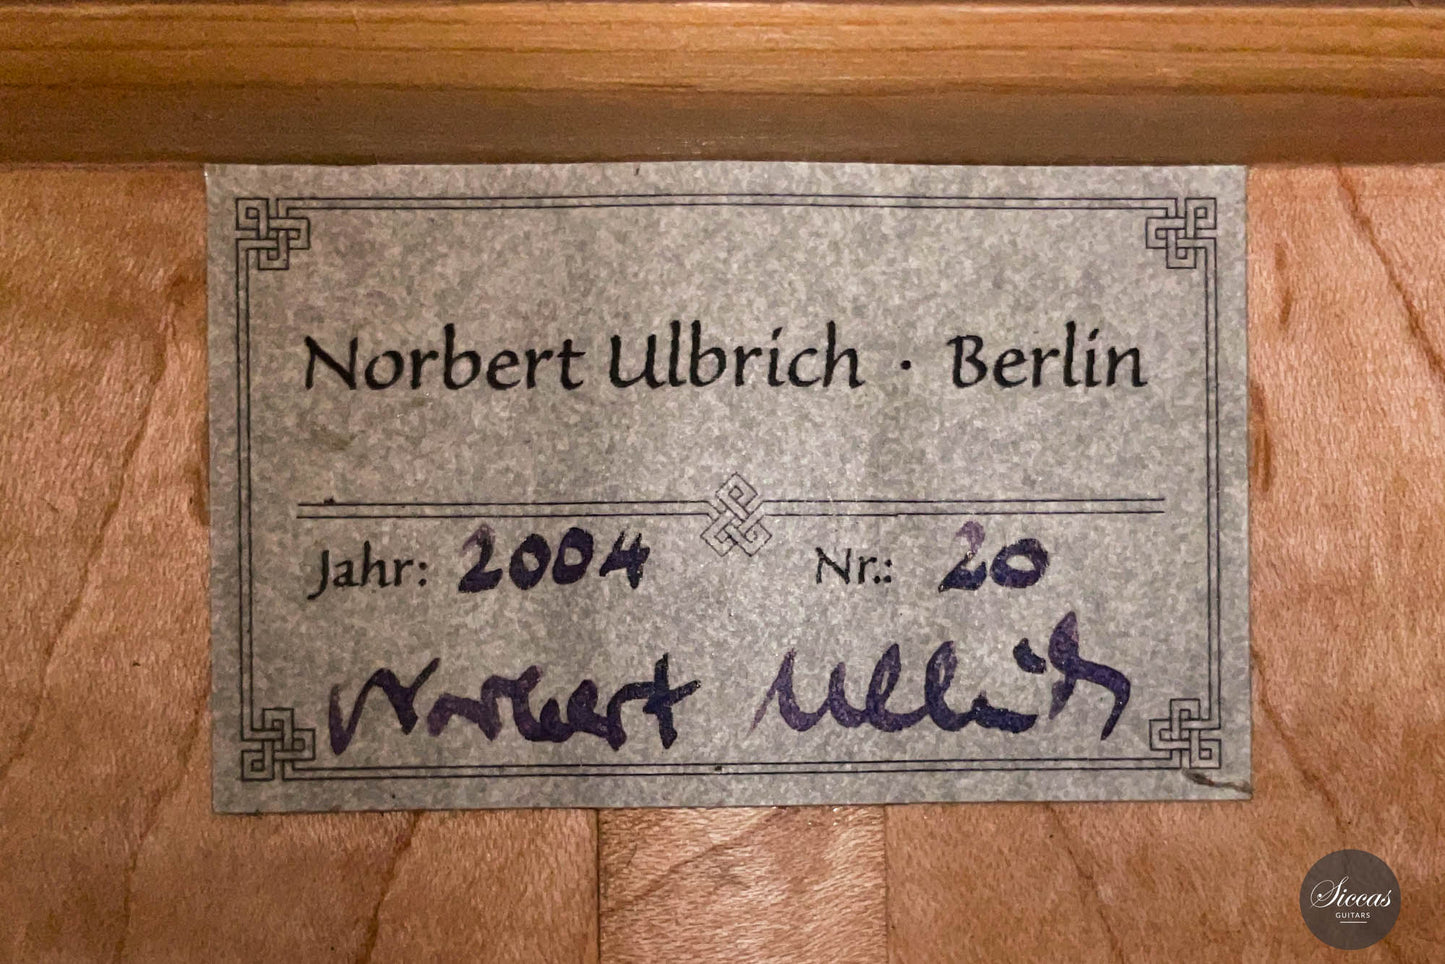 Norbert Ulbrich · Berlin
Jahr: 2004 Nr.: 20
Norbert Ulbrich
Siccas
GUITARS